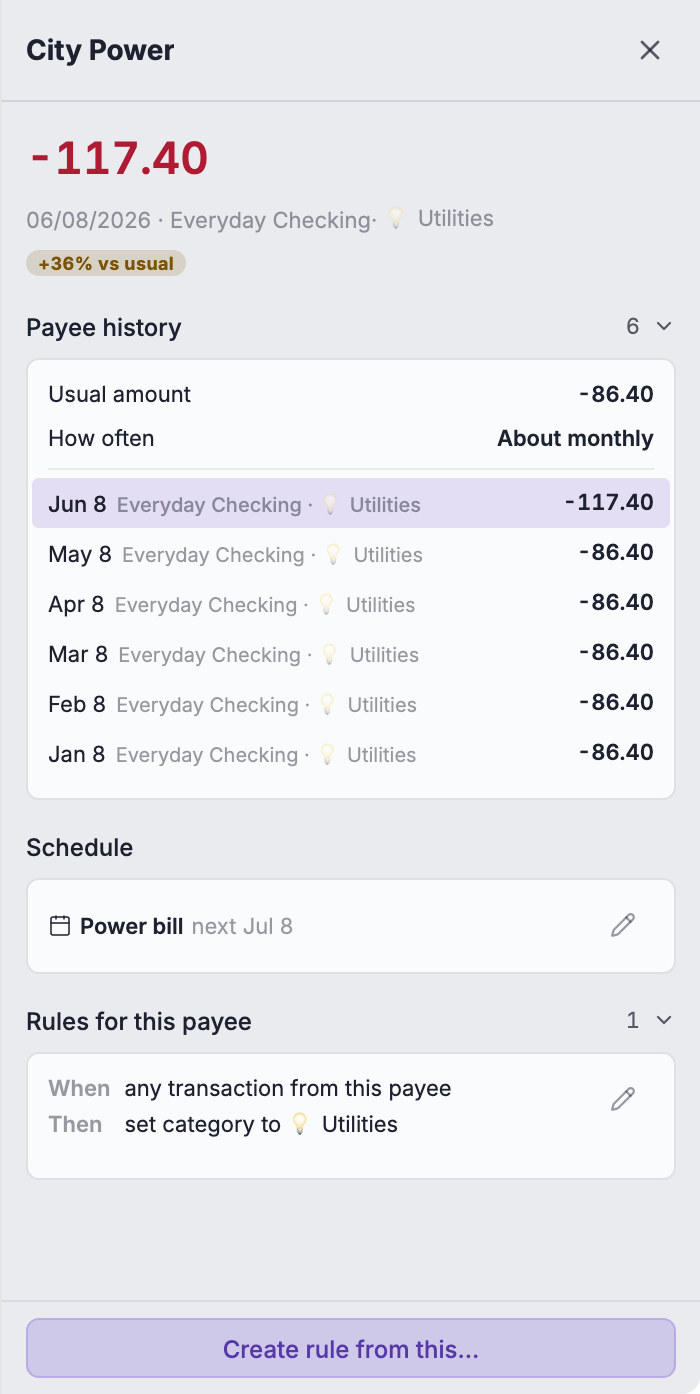 City Power
-117.40
06/08/2026 · Everyday Checking· 💡 Utilities
+36% vs usual
Payee history 6
Usual amount -86.40
How often About monthly
Jun 8 Everyday Checking · 💡 Utilities -117.40
May 8 Everyday Checking · 💡 Utilities -86.40
Apr 8 Everyday Checking · 💡 Utilities -86.40
Mar 8 Everyday Checking · 💡 Utilities -86.40
Feb 8 Everyday Checking · 💡 Utilities -86.40
Jan 8 Everyday Checking · 💡 Utilities -86.40
Schedule
Power bill next Jul 8
Rules for this payee 1
When any transaction from this payee
Then set category to 💡 Utilities
Create rule from this...